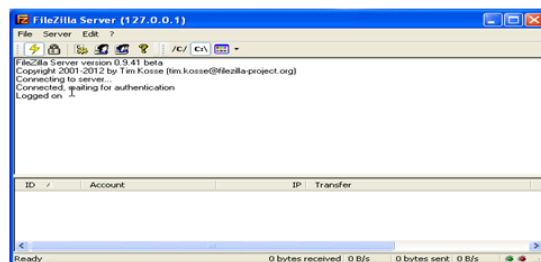 FileZilla Server (127.0.0.1)
File Server Edit ?
/C/ C:\
FileZilla Server version 0.9.41 beta
Copyright 2001-2012 by Tim Kosse (tim.kosse@filezilla-project.org)
Connecting to server...
Connected, waiting for authentication
Logged on
ID / Account IP Transfer
Ready 0 bytes received 0 B/s 0 bytes sent 0 B/s